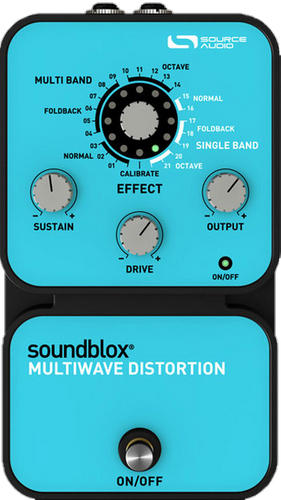 SOURCE
AUDIO
MULTI BAND
OCTAVE
FOLDBACK
NORMAL
01
02
03
04
05
06
07
08
09
10
11
12
13
14
15
NORMAL
16
17
FOLDBACK
18
19
SINGLE BAND
20
21
OCTAVE
CALIBRATE
EFFECT
- +
SUSTAIN
- +
DRIVE
- +
OUTPUT
ON/OFF
soundblox®
MULTIWAVE DISTORTION
ON/OFF